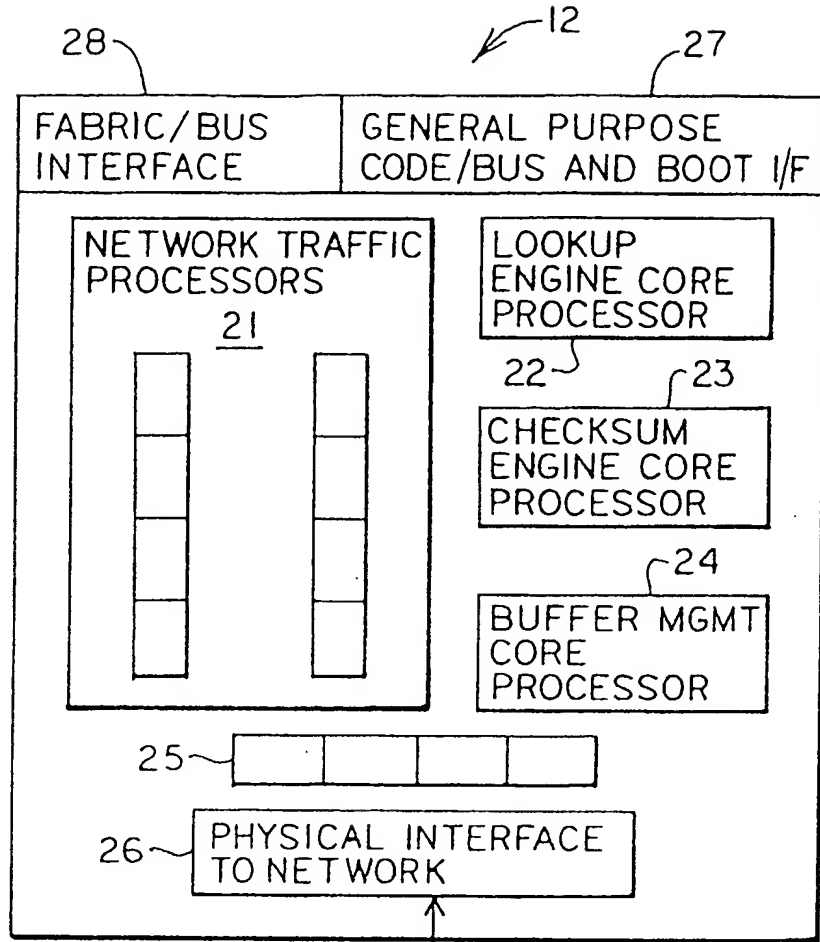 12
28
27
FABRIC/BUS
INTERFACE
GENERAL PURPOSE
CODE/BUS AND BOOT I/F
NETWORK TRAFFIC
PROCESSORS
21
LOOKUP
ENGINE CORE
PROCESSOR
22
23
CHECKSUM
ENGINE CORE
PROCESSOR
24
BUFFER MGMT
CORE
PROCESSOR
25
26
PHYSICAL INTERFACE
TO NETWORK